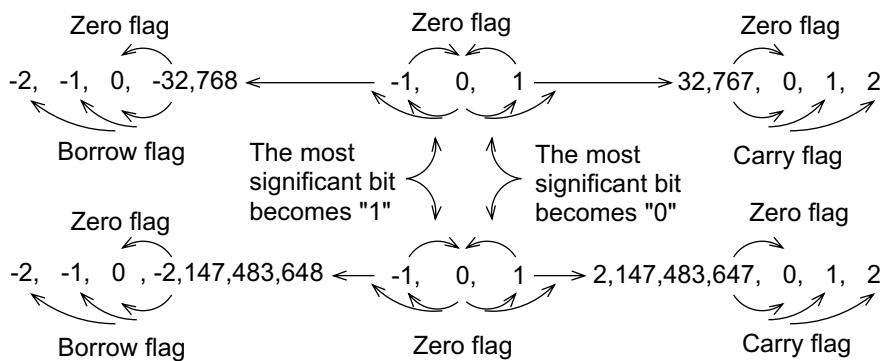 Zero flag Zero flag Zero flag
-2, -1, 0, -32,768 -1, 0, 1 32,767, 0, 1, 2
Borrow flag
The most
significant bit
becomes "1"
The most
significant bit
becomes "0"
Carry flag
Zero flag Zero flag
-2, -1, 0 , -2,147,483,648 -1, 0, 1 2,147,483,647, 0, 1, 2
Borrow flag Zero flag Carry flag